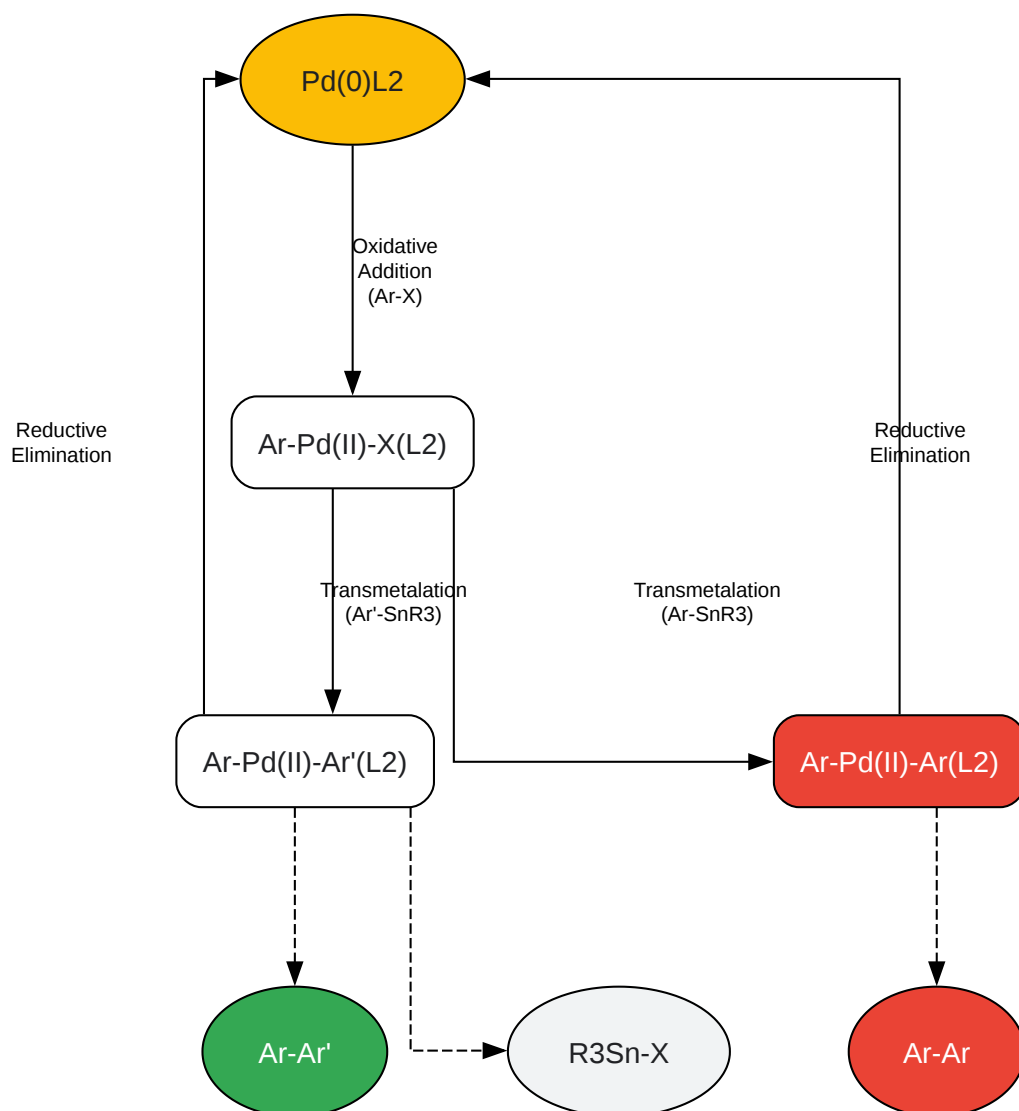 Pd(0)L2
Oxidative
Addition
(Ar-X)
Reductive
Elimination
Ar-Pd(II)-X(L2)
Reductive
Elimination
Transmetalation
(Ar'-SnR3)
Transmetalation
(Ar-SnR3)
Ar-Pd(II)-Ar'(L2)
Ar-Pd(II)-Ar(L2)
Ar-Ar'
R3Sn-X
Ar-Ar